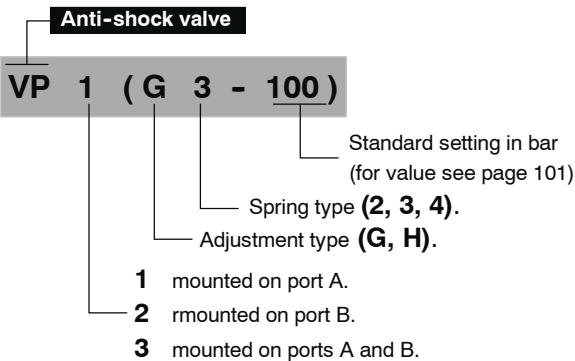 Anti-shock valve
VP 1 (G 3 - 100)
Standard setting in bar
(for value see page 101)
Spring type (2, 3, 4).
Adjustment type (G, H).
1 mounted on port A.
2 rmounted on port B.
3 mounted on ports A and B.